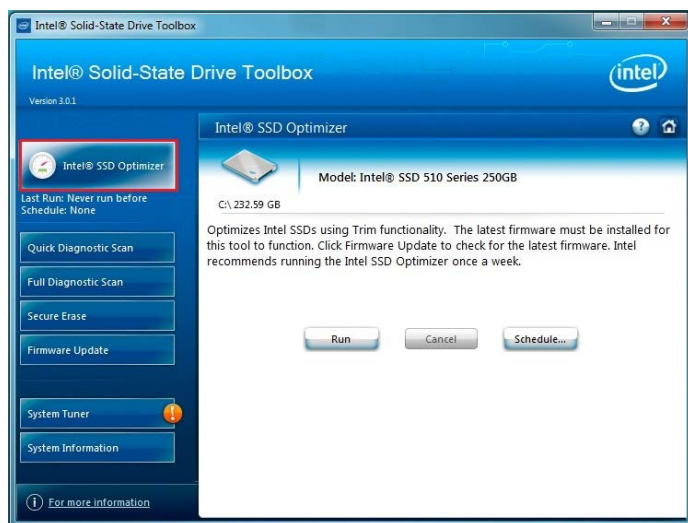 Intel® Solid-State Drive Toolbox
Intel® Solid-State Drive Toolbox
Version 3.0.1
intel
Intel® SSD Optimizer
Last Run: Never run before
Schedule: None
Quick Diagnostic Scan
Full Diagnostic Scan
Secure Erase
Firmware Update
System Tuner
!
System Information
i For more information
Intel® SSD Optimizer
?
Model: Intel® SSD 510 Series 250GB
C:\ 232.59 GB
Optimizes Intel SSDs using Trim functionality. The latest firmware must be installed for
this tool to function. Click Firmware Update to check for the latest firmware. Intel
recommends running the Intel SSD Optimizer once a week.
Run
Cancel
Schedule...